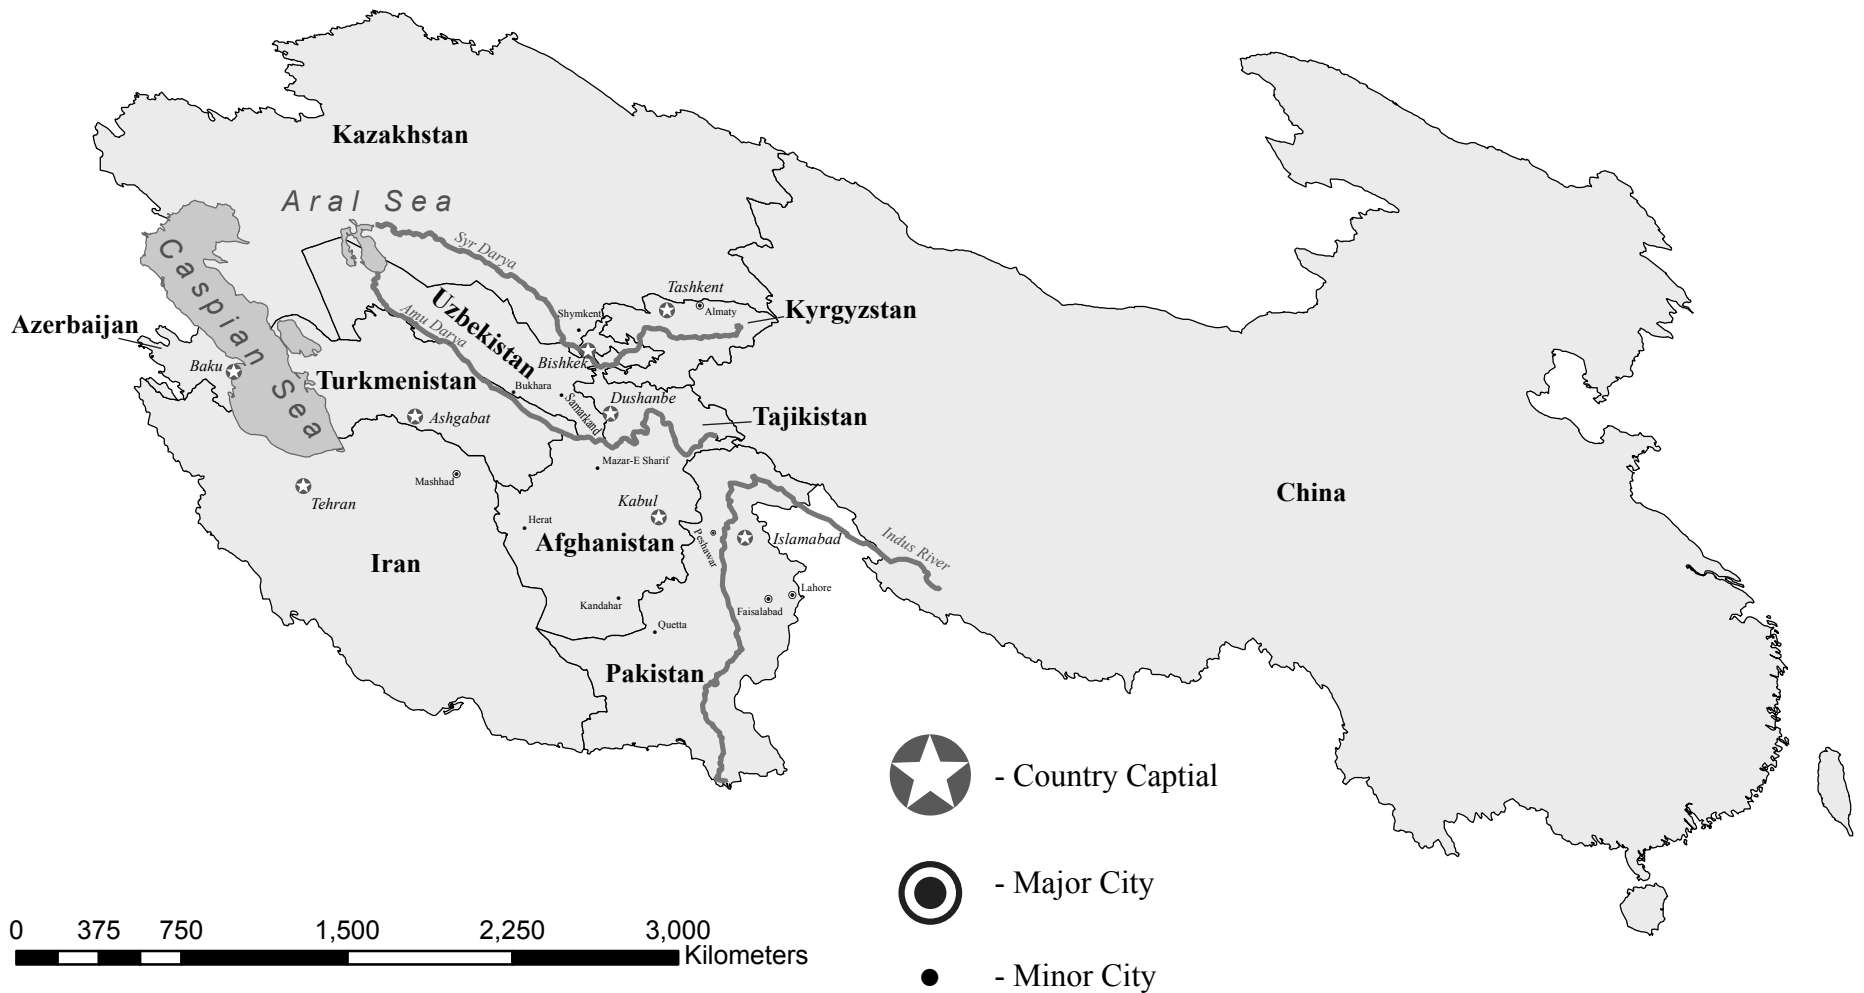 Kazakhstan
Aral Sea
Syr Darya
Caspian Sea
Tashkent
Almaty
Kyrgyzstan
Uzbekistan
Shymkent
Amu Darya
Azerbaijan
Bishkek
Baku
Turkmenistan
Bukhara
Samarkand
Dushanbe
Ashgabat
Tajikistan
Mazar-E Sharif
Mashhad
Tehran
Kabul
China
Herat
Afghanistan
Peshawar
Islamabad
Indus River
Iran
Kandahar
Faisalabad
Lahore
Quetta
Pakistan
- Country Captial
- Major City
- Minor City
0 375 750 1,500 2,250 3,000
Kilometers